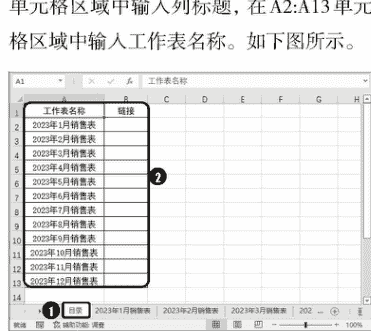 单元格区域中输入列标题，在 A2:A13 单元
格区域中输入工作表名称。如下图所示。
A1 工作表名称
A B C D E F G H
1 工作表名称 链接
2 2023年1月销售表
3 2023年2月销售表
4 2023年3月销售表
5 2023年4月销售表
6 2023年5月销售表
7 2023年6月销售表
8 2023年7月销售表
9 2023年8月销售表
10 2023年9月销售表
11 2023年10月销售表
12 2023年11月销售表
13 2023年12月销售表
14
2
1 目录 2023年1月销售表 2023年2月销售表 2023年3月销售表 202 ...
就绪 辅助功能: 调查 100%